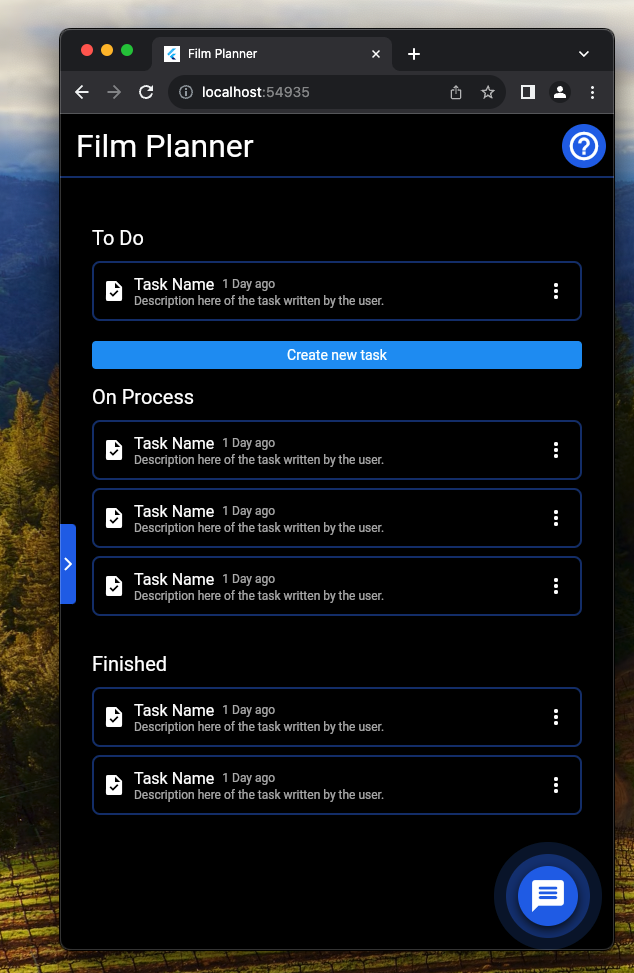 Film Planner
localhost:54935
Film Planner
To Do
Task Name 1 Day ago
Description here of the task written by the user.
Create new task
On Process
Task Name 1 Day ago
Description here of the task written by the user.
Task Name 1 Day ago
Description here of the task written by the user.
Task Name 1 Day ago
Description here of the task written by the user.
Finished
Task Name 1 Day ago
Description here of the task written by the user.
Task Name 1 Day ago
Description here of the task written by the user.